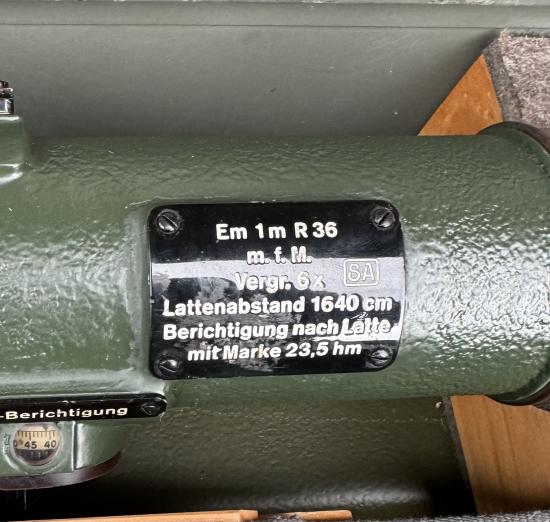 Em 1m R 36
m. f. M.
Vergr. 6x SA
Lattenabstand 1640 cm
Berichtigung nach Latte
mit Marke 23,5 hm
-Berichtigung
45 40